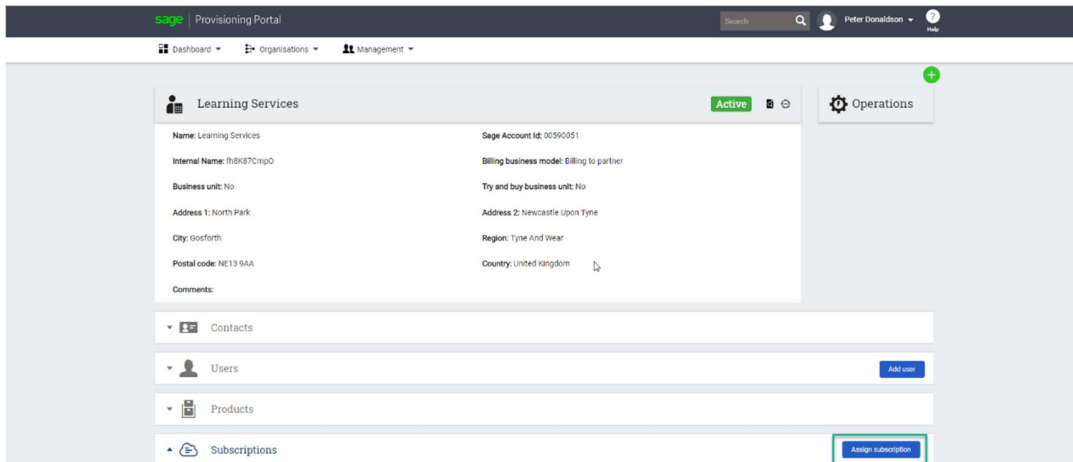 sage | Provisioning Portal
Search
Peter Donaldson
Help
Dashboard
Organisations
Management
Learning Services
Active
Operations
Name: Learning Services
Sage Account Id: 00590051
Internal Name: fh8K87CmpO
Billing business model: Billing to partner
Business unit: No
Try and buy business unit: No
Address 1: North Park
Address 2: Newcastle Upon Tyne
City: Gosforth
Region: Tyne And Wear
Postal code: NE13 9AA
Country: United Kingdom
Comments:
Contacts
Users
Add user
Products
Subscriptions
Assign subscription